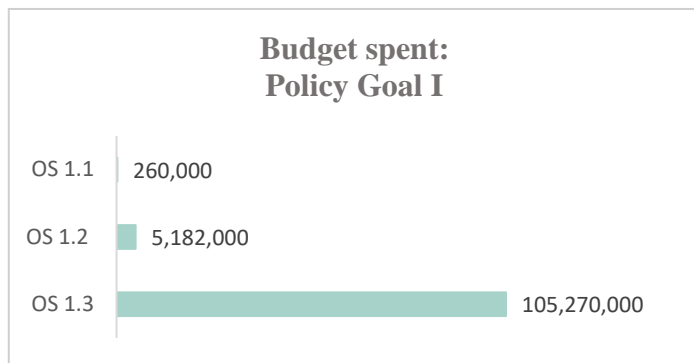 Budget spent:
Policy Goal I
OS 1.1 260,000
OS 1.2 5,182,000
OS 1.3 105,270,000